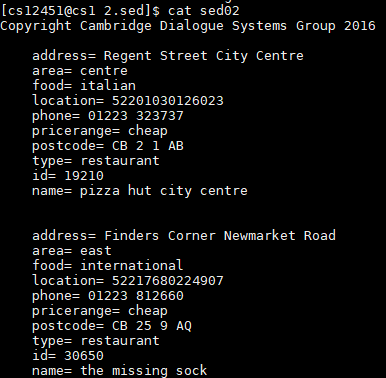 [cs12451@cs1 2.sed]$ cat sed02
Copyright Cambridge Dialogue Systems Group 2016
address= Regent Street City Centre
area= centre
food= italian
location= 52201030126023
phone= 01223 323737
pricerange= cheap
postcode= CB 2 1 AB
type= restaurant
id= 19210
name= pizza hut city centre
address= Finders Corner Newmarket Road
area= east
food= international
location= 52217680224907
phone= 01223 812660
pricerange= cheap
postcode= CB 25 9 AQ
type= restaurant
id= 30650
name= the missing sock